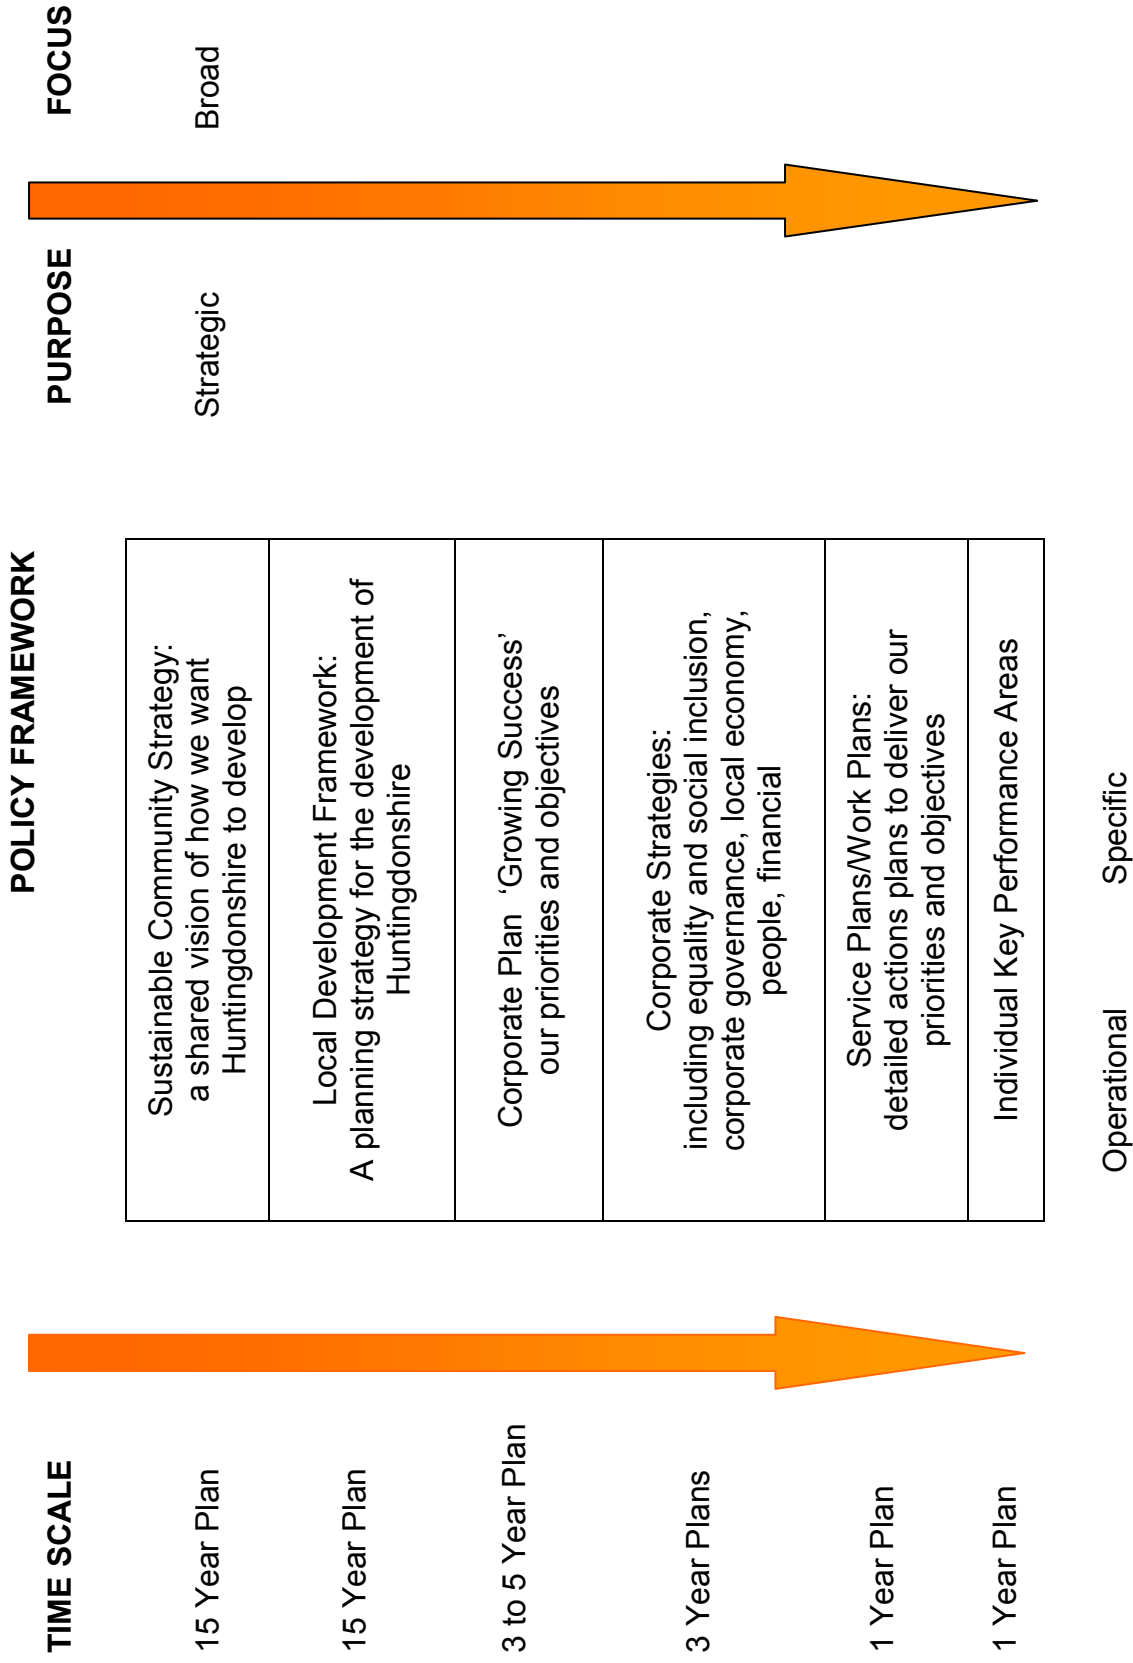 POLICY FRAMEWORK
TIME SCALE
PURPOSE
FOCUS
15 Year Plan
Sustainable Community Strategy:
a shared vision of how we want
Huntingdonshire to develop
Strategic
Broad
15 Year Plan
Local Development Framework:
A planning strategy for the development of
Huntingdonshire
3 to 5 Year Plan
Corporate Plan ‘Growing Success’
our priorities and objectives
3 Year Plans
Corporate Strategies:
including equality and social inclusion,
corporate governance, local economy,
people, financial
1 Year Plan
Service Plans/Work Plans:
detailed actions plans to deliver our
priorities and objectives
1 Year Plan
Individual Key Performance Areas
Operational
Specific